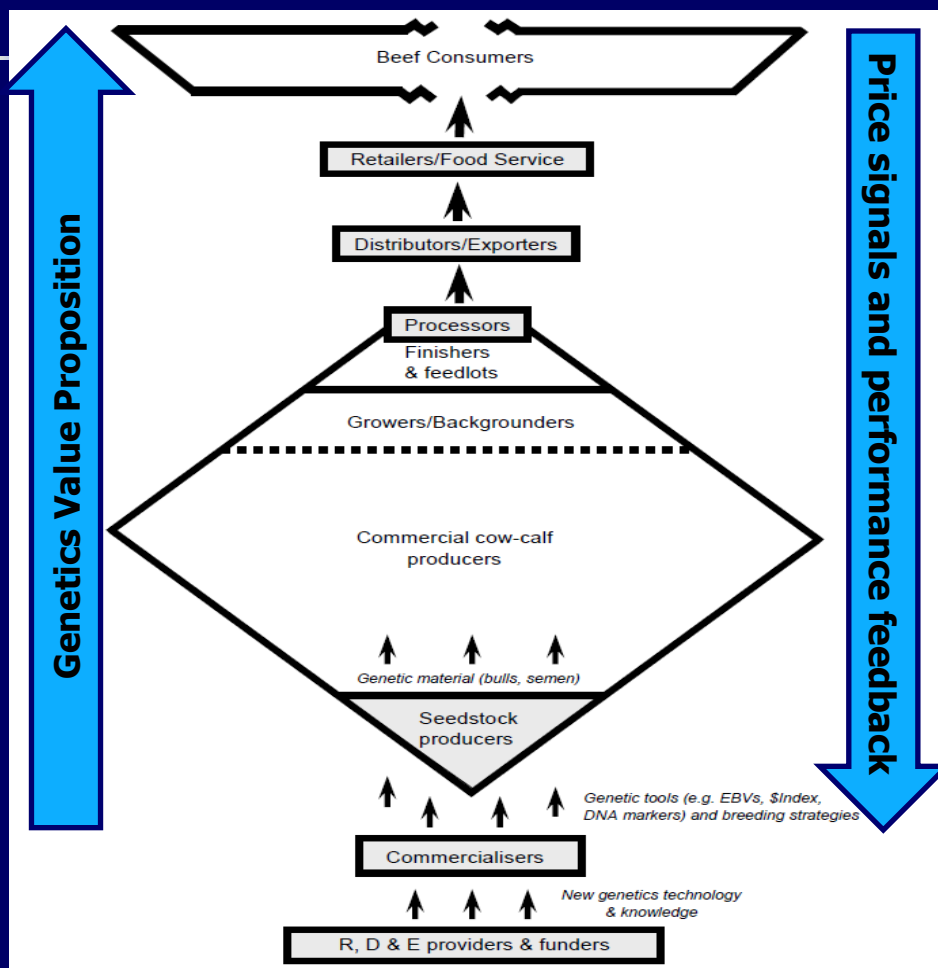 Beef Consumers
Genetics Value Proposition
Price signals and performance feedback
Retailers/Food Service
Distributors/Exporters
Processors
Finishers
& feedlots
Growers/Backgrounders
Commercial cow-calf
producers
Genetic material (bulls, semen)
Seedstock
producers
Genetic tools (e.g. EBVs, $Index,
DNA markers) and breeding strategies
Commercialisers
New genetics technology
& knowledge
R, D & E providers & funders